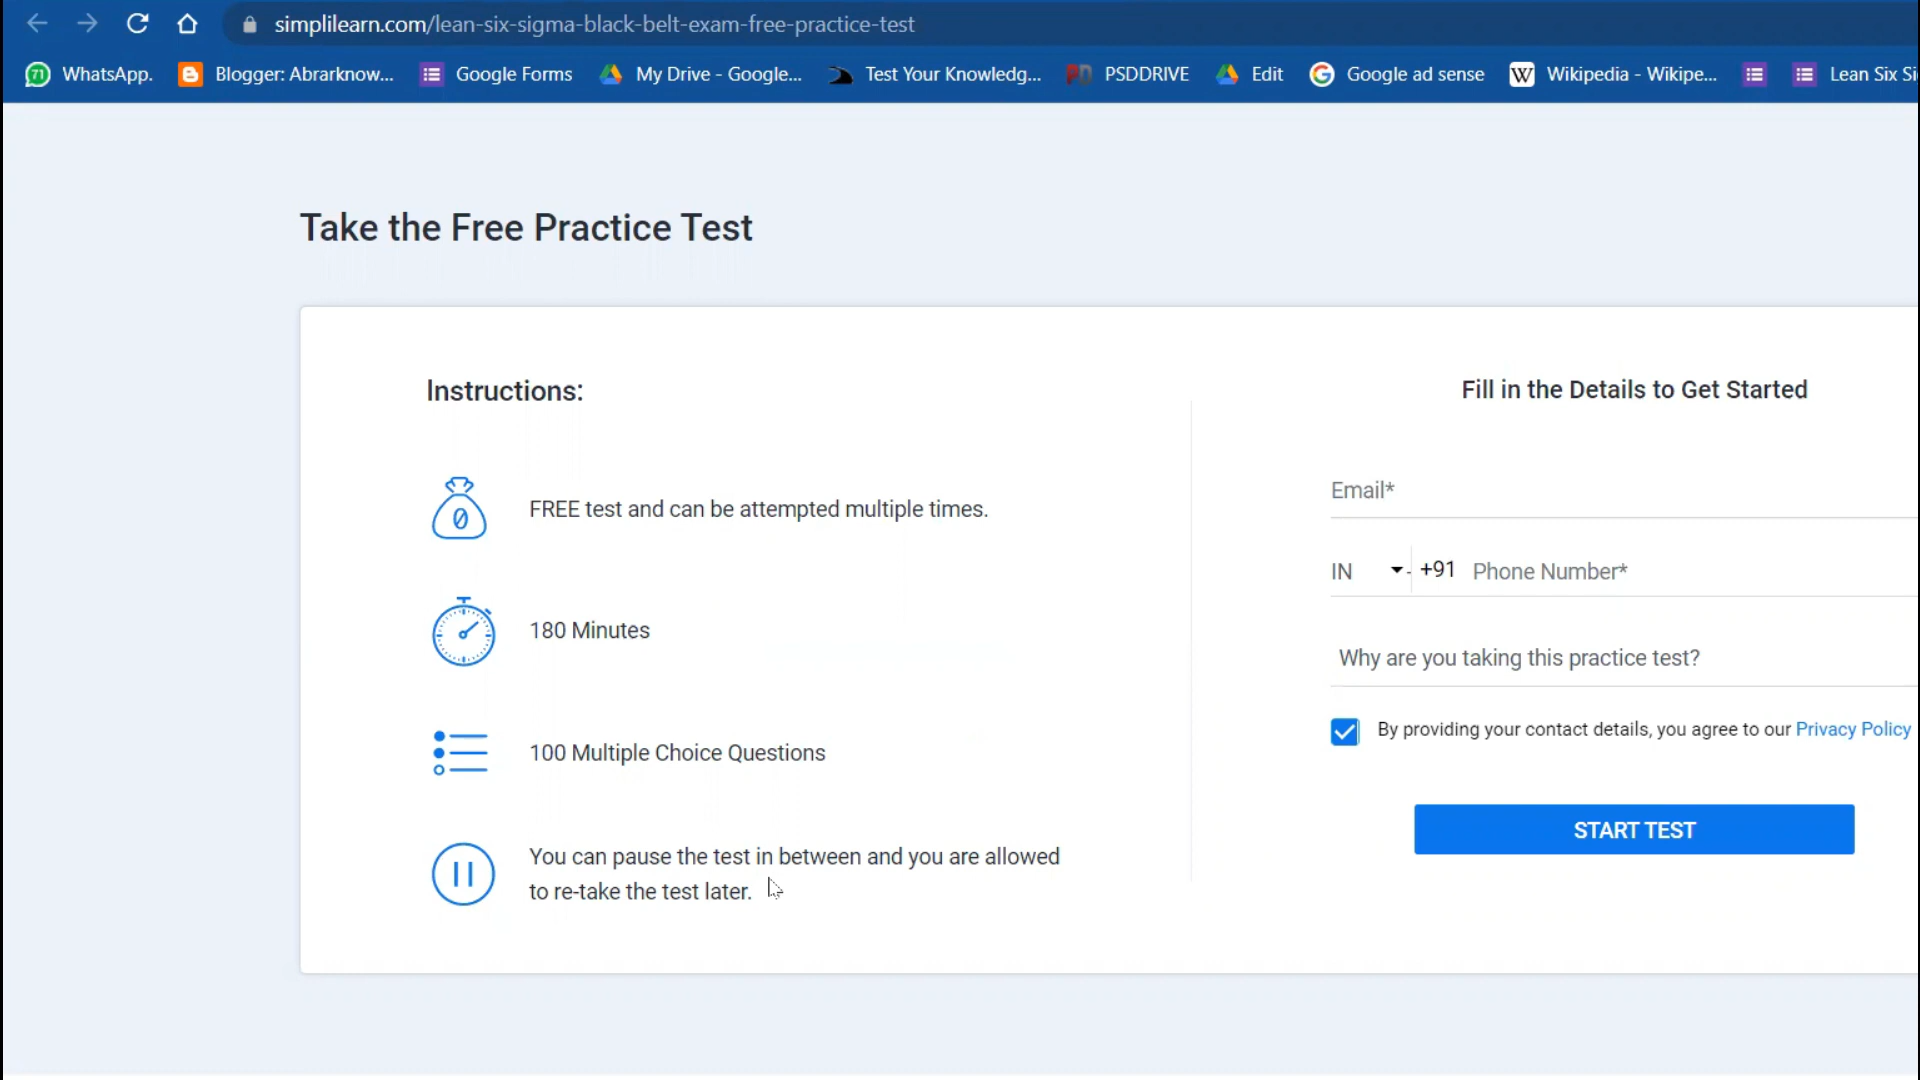 simplilearn.com/lean-six-sigma-black-belt-exam-free-practice-test
71 WhatsApp. Blogger: Abrarknow... Google Forms My Drive - Google... Test Your Knowledg... PD PSDDRIVE Edit G Google ad sense W Wikipedia - Wikipe... Lean Six Si
Take the Free Practice Test
Instructions:
0 FREE test and can be attempted multiple times.
180 Minutes
100 Multiple Choice Questions
You can pause the test in between and you are allowed
to re-take the test later.
Fill in the Details to Get Started
Email*
IN - +91 Phone Number*
Why are you taking this practice test?
By providing your contact details, you agree to our Privacy Policy
START TEST